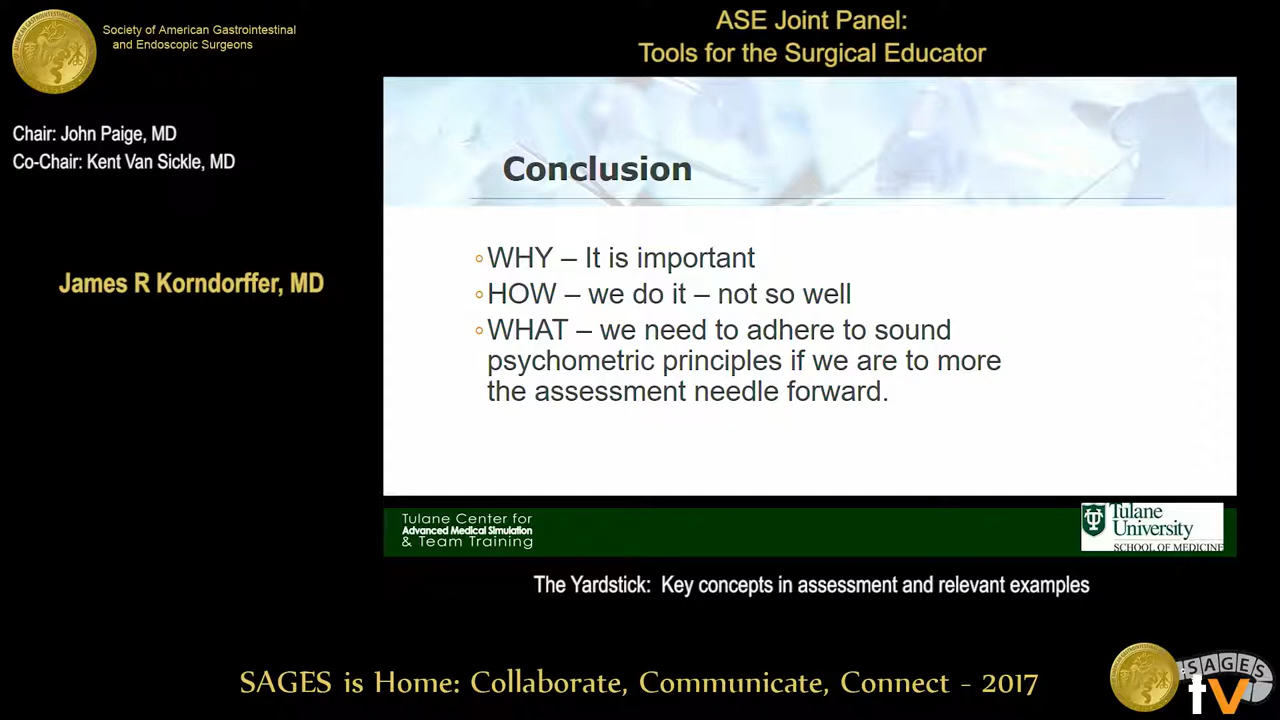 Society of American Gastrointestinal
and Endoscopic Surgeons
ASE Joint Panel:
Tools for the Surgical Educator
Chair: John Paige, MD
Co-Chair: Kent Van Sickle, MD
James R Korndorffer, MD
Conclusion
◦WHY – It is important
◦HOW – we do it – not so well
◦WHAT – we need to adhere to sound
psychometric principles if we are to more
the assessment needle forward.
Tulane Center for
Advanced Medical Simulation
& Team Training
Tulane
University
SCHOOL OF MEDICINE
The Yardstick: Key concepts in assessment and relevant examples
SAGES is Home: Collaborate, Communicate, Connect - 2017
SAGES
tv